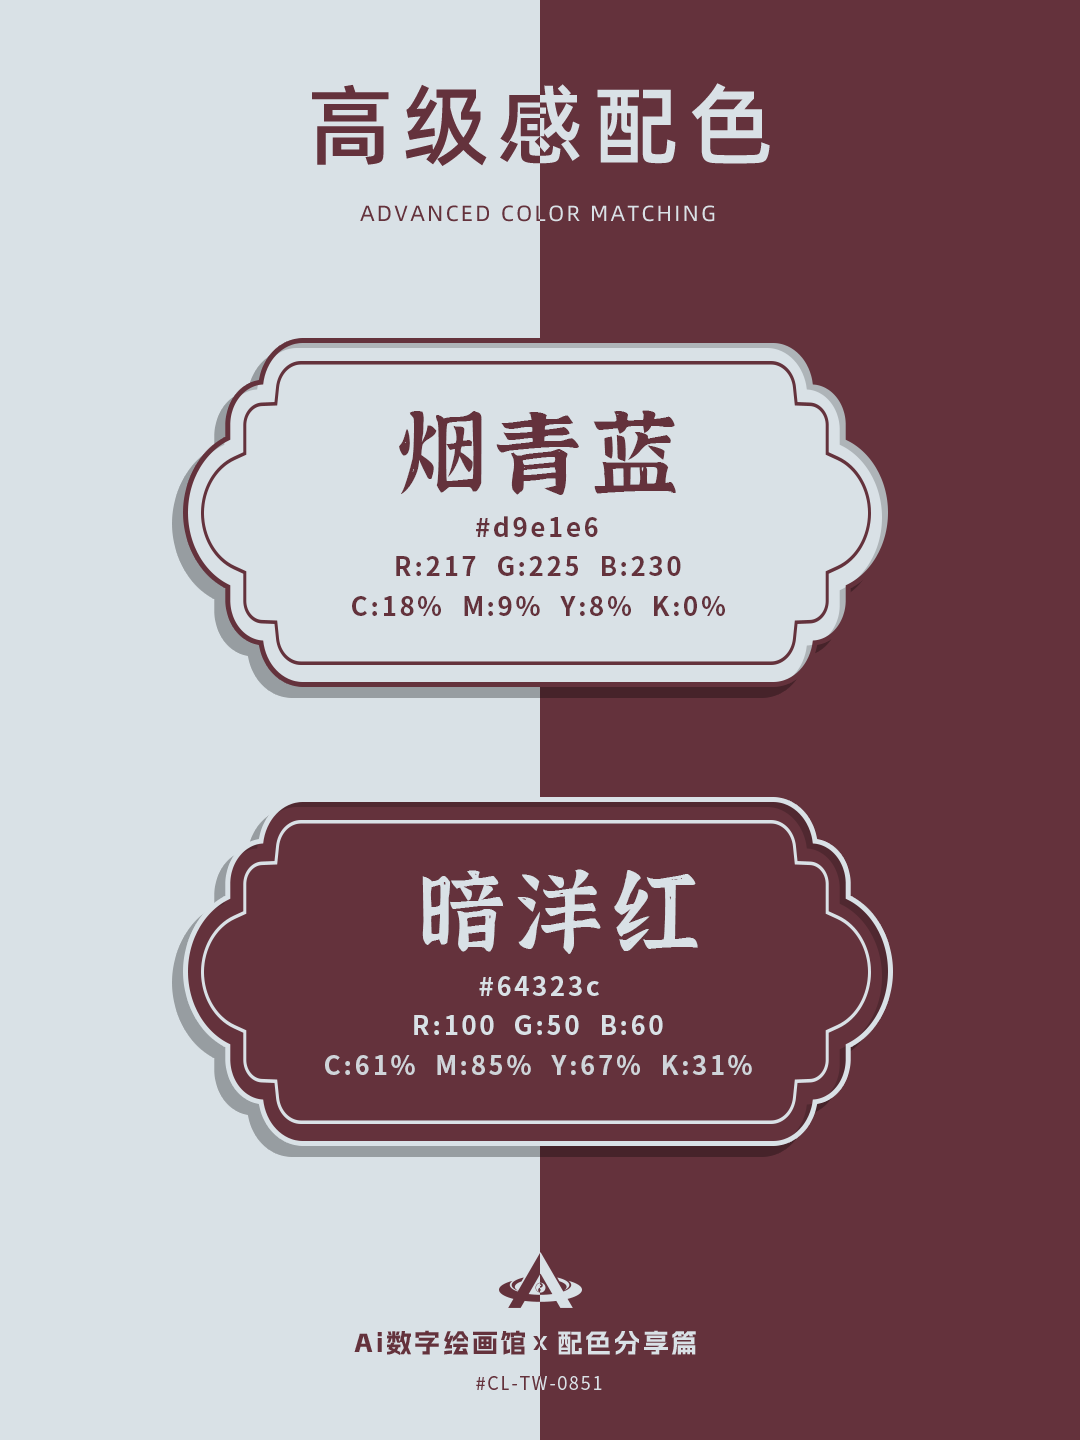 高级感配色
ADVANCED COLOR MATCHING
烟青蓝
#d9e1e6
R:217 G:225 B:230
C:18% M:9% Y:8% K:0%
暗洋红
#64323c
R:100 G:50 B:60
C:61% M:85% Y:67% K:31%
Ai数字绘画馆 x 配色分享篇
#CL-TW-0851